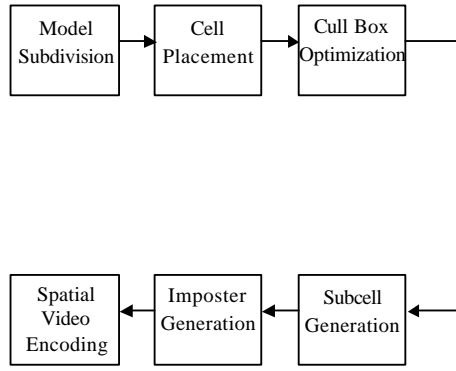 Model
Subdivision
Cell
Placement
Cull Box
Optimization
Spatial
Video
Encoding
Imposter
Generation
Subcell
Generation